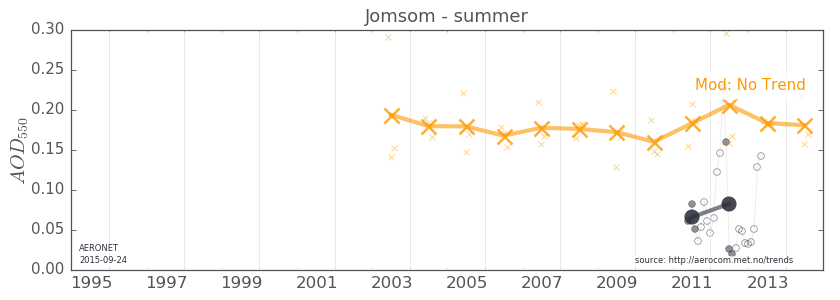 Jomsom - summer
0.30
0.25
0.20
0.15
0.10
0.05
0.00
AOD550
Mod: No Trend
AERONET
2015-09-24
source: http://aerocom.met.no/trends
1995 1997 1999 2001 2003 2005 2007 2009 2011 2013